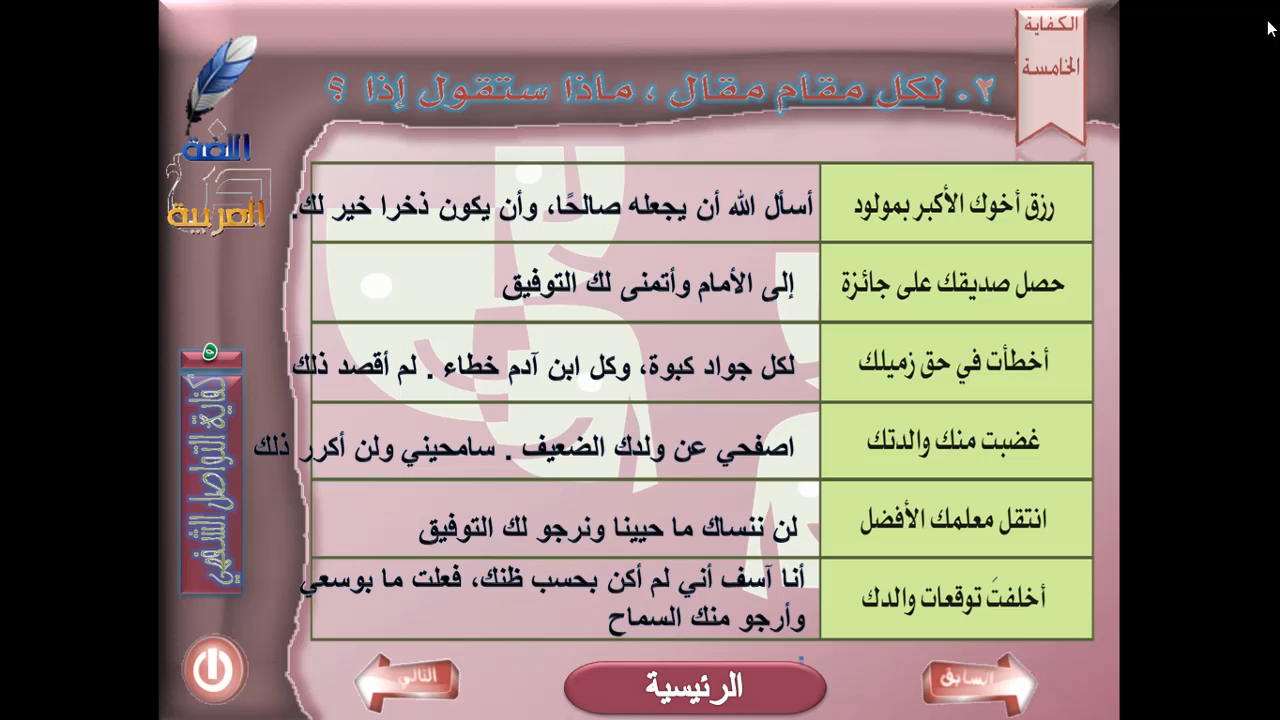 الكفاية
الخامسة
٢. لكل مقام مقال ، ماذا ستقول إذا ؟
اللغة
العربية
رزق أخوك الأكبر بمولود
أسأل الله أن يجعله صالحًا، وأن يكون ذخرا خير لك.
حصل صديقك على جائزة
إلى الأمام وأتمنى لك التوفيق
أخطأت في حق زميلك
لكل جواد كبوة، وكل ابن آدم خطاء . لم أقصد ذلك
غضبت منك والدتك
اصفحي عن ولدك الضعيف . سامحيني ولن أكرر ذلك
انتقل معلمك الأفضل
لن ننساك ما حيينا ونرجو لك التوفيق
أخلفتَ توقعات والدك
أنا آسف أني لم أكن بحسب ظنك، فعلت ما بوسعي
وأرجو منك السماح
٥
كفاية التواصل الشفهي
السابق
الرئيسية
التالي